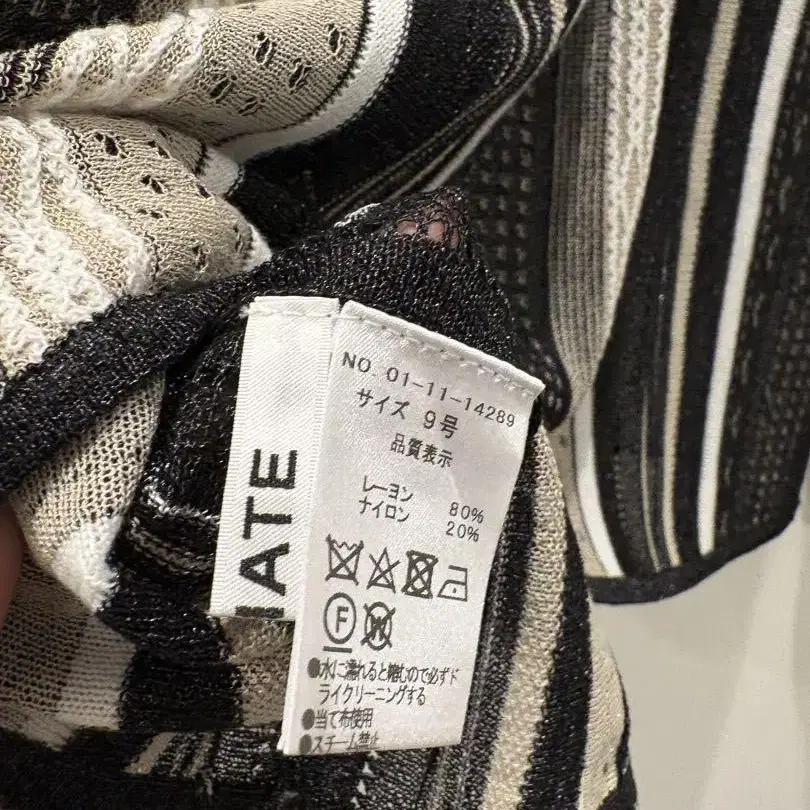 IATE
NO 01-11-14289
サイズ 9号
品質表示
レーヨン 80%
ナイロン 20%
F
W
●水に濡れると縮むので必ずド
ライクリーニングする
●当て布使用
●スチーム禁止